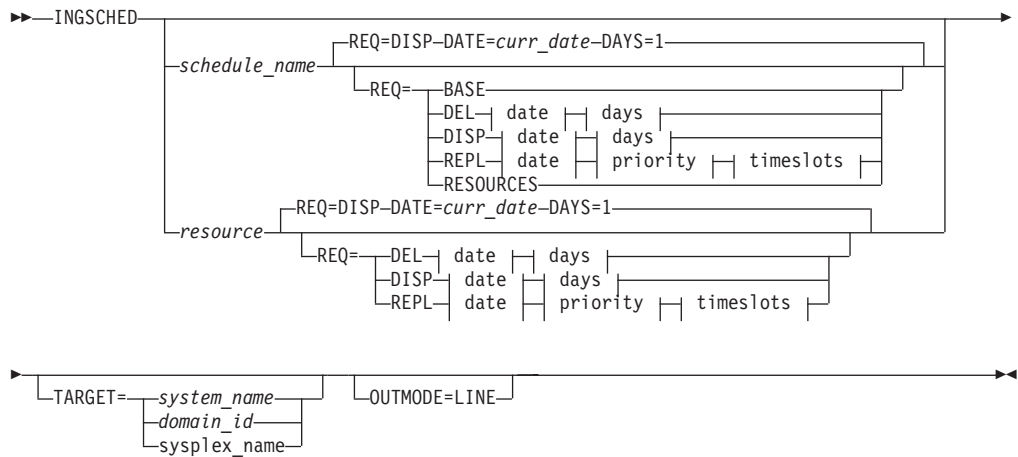 INGSCHED
REQ=DISP–DATE=curr_date–DAYS=1
schedule_name
REQ= BASE
DEL date days
DISP date days
REPL date priority timeslots
RESOURCES
REQ=DISP–DATE=curr_date–DAYS=1
resource
REQ= DEL date days
DISP date days
REPL date priority timeslots
TARGET= system_name OUTMODE=LINE
domain_id
sysplex_name